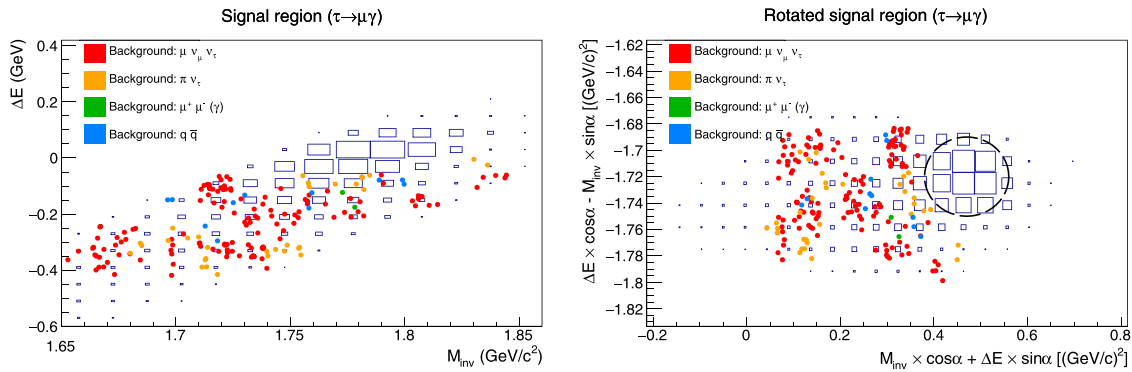 Signal region (τ→μγ)
ΔE (GeV)
0.4
0.2
0
−0.2
−0.4
−0.6
Background: μ ν_μ ν_τ
Background: π ν_τ
Background: μ⁺ μ⁻ (γ)
Background: q q̅
1.65
1.7
1.75
1.8
1.85
M_inv (GeV/c²)
Rotated signal region (τ→μγ)
ΔE × cosα - M_inv × sinα [(GeV/c)²]
−1.62
−1.64
−1.66
−1.68
−1.7
−1.72
−1.74
−1.76
−1.78
−1.8
−1.82
Background: μ ν_μ ν_τ
Background: π ν_τ
Background: μ⁺ μ⁻ (γ)
Background: q q̅
−0.2
0
0.2
0.4
0.6
0.8
M_inv × cosα + ΔE × sinα [(GeV/c)²]